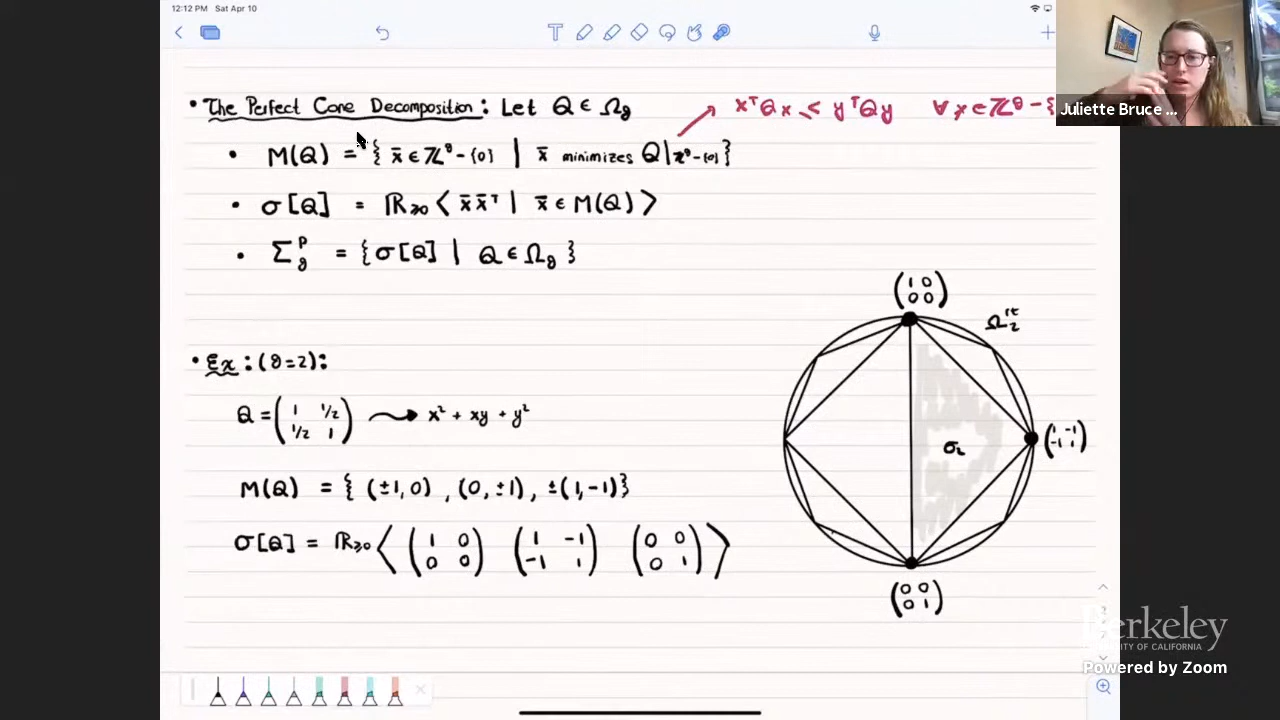 12:12 PM Sat Apr 10
• The Perfect Cone Decomposition: Let Q ∈ Ω_g
x^T Q x ≤ y^T Q y ∀ y ∈ ℤ^g - {
Juliette Bruce ...
• M(Q) = { x̄ ∈ ℤ^g - {0} | x̄ minimizes Q|_{ℤ^g - {0}} }
• σ[Q] = ℝ≥0 ⟨ x̄ x̄^T | x̄ ∈ M(Q) ⟩
• Σ_g^P = { σ[Q] | Q ∈ Ω_g }
(1 0
0 0)
Ω_2^{rt}
• Ex: (g=2):
Q = (1 1/2
1/2 1) → x² + xy + y²
(1 -1
-1 1)
σ₂
M(Q) = { (±1,0), (0,±1), ±(1,-1) }
σ[Q] = ℝ≥0 ⟨ (1 0 (1 -1 (0 0
0 0) -1 1) 0 1) ⟩
(0 0
0 1)
Berkeley
UNIVERSITY OF CALIFORNIA
Powered by Zoom